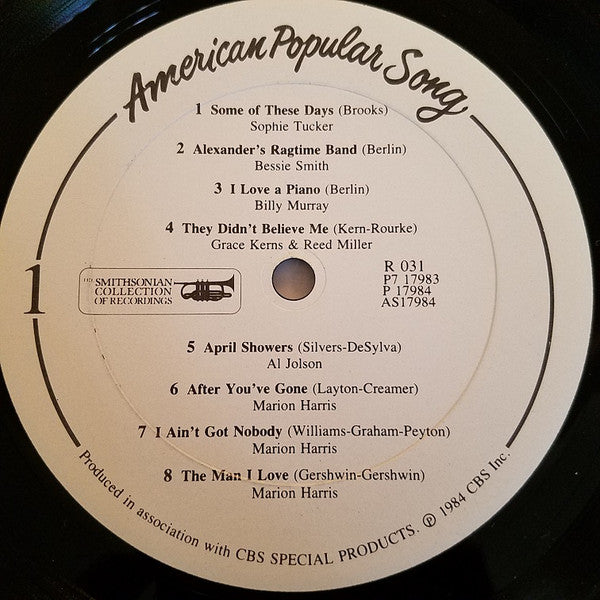 American Popular Song
1 Some of These Days (Brooks)
Sophie Tucker
2 Alexander's Ragtime Band (Berlin)
Bessie Smith
3 I Love a Piano (Berlin)
Billy Murray
4 They Didn't Believe Me (Kern-Rourke)
Grace Kerns & Reed Miller
1
THE SMITHSONIAN
COLLECTION
OF RECORDINGS
R 031
P7 17983
P 17984
AS17984
5 April Showers (Silvers-DeSylva)
Al Jolson
6 After You've Gone (Layton-Creamer)
Marion Harris
7 I Ain't Got Nobody (Williams-Graham-Peyton)
Marion Harris
8 The Man I Love (Gershwin-Gershwin)
Marion Harris
Produced in association with CBS SPECIAL PRODUCTS. ℗ 1984 CBS Inc.